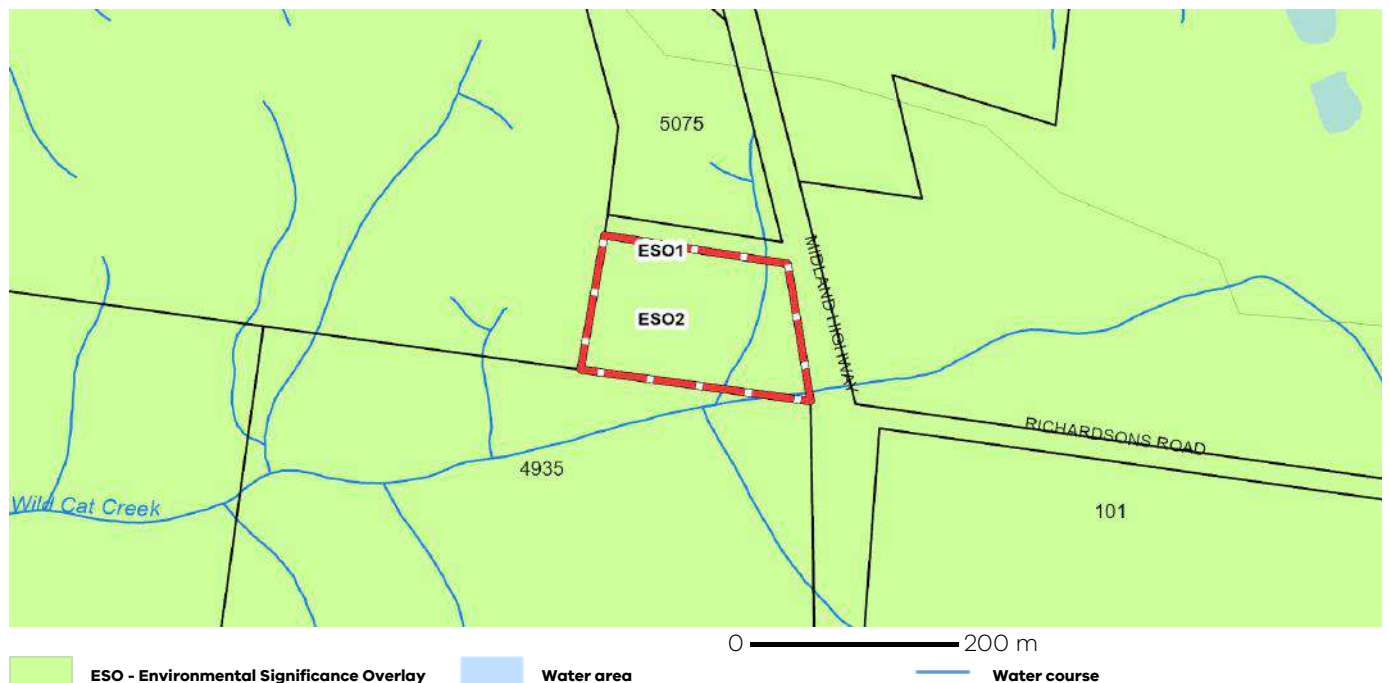 5075
ESO1
ESO2
MIDLAND HIGHWAY
RICHARDSONS ROAD
4935
Wild Cat Creek
101
0 200 m
ESO - Environmental Significance Overlay Water area Water course